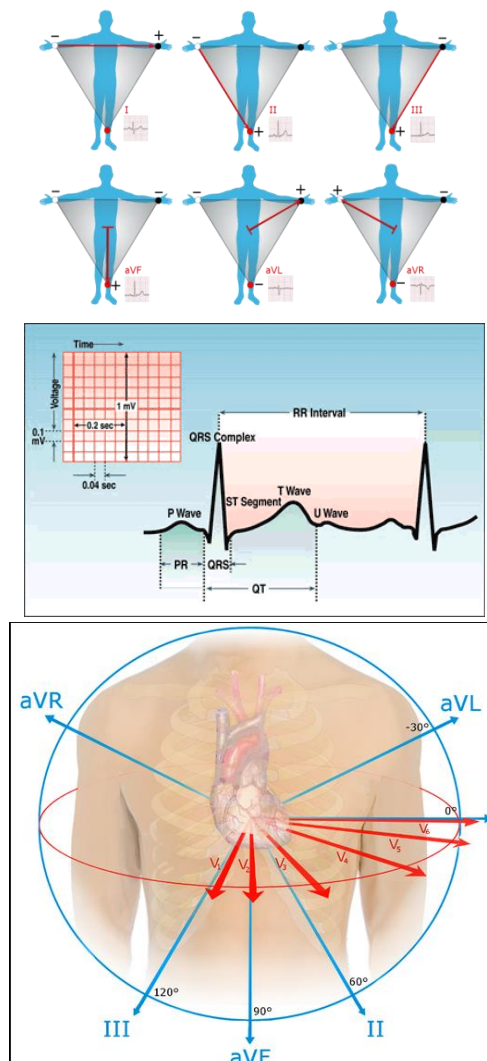 − +
I
+
−
II
+
−
III
+
− −
aVF
+
− +
aVL
−
+ −
aVR
−
Time
Voltage
1 mV
0.2 sec
0.1
mV
0.04 sec
RR Interval
QRS Complex
T Wave
ST Segment
U Wave
P Wave
PR
QRS
QT
aVR
aVL
-30°
0°
V6
V5
V4
V1
V2
V3
120°
60°
90°
III
II
aVF